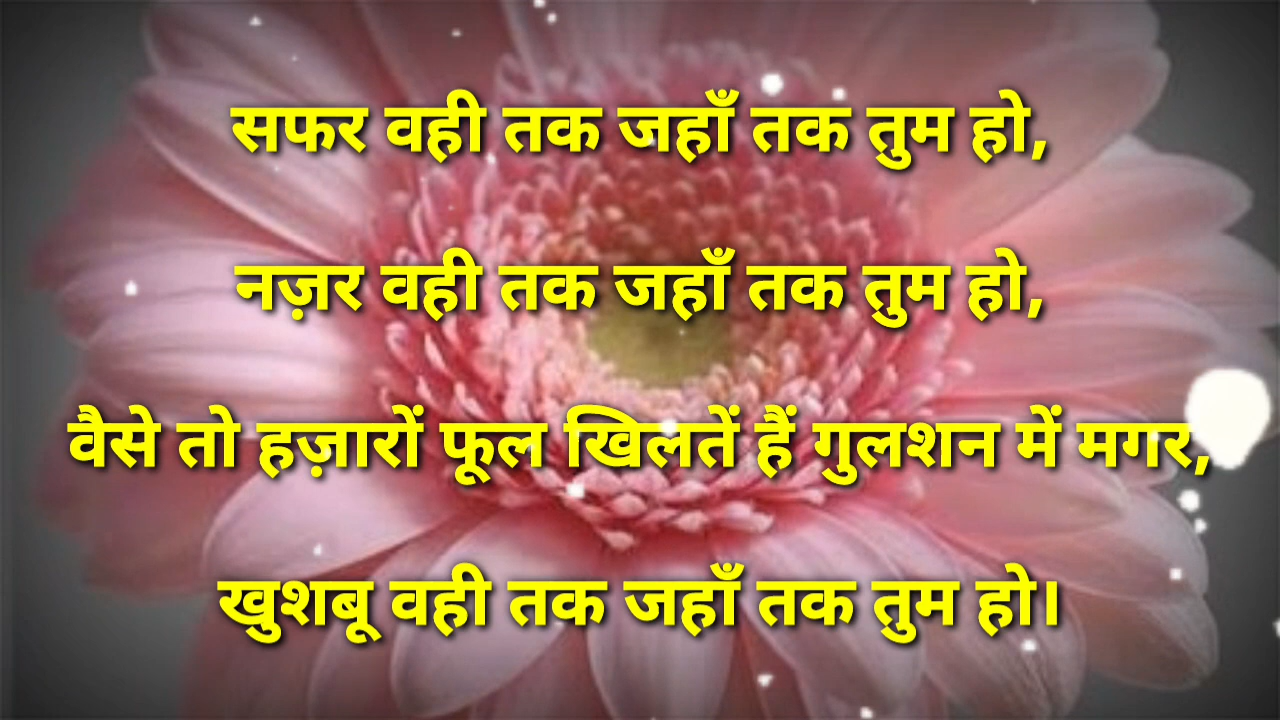 सफर वही तक जहाँ तक तुम हो,
नज़र वही तक जहाँ तक तुम हो,
वैसे तो हज़ारों फूल खिलतें हैं गुलशन में मगर,
खुशबू वही तक जहाँ तक तुम हो।